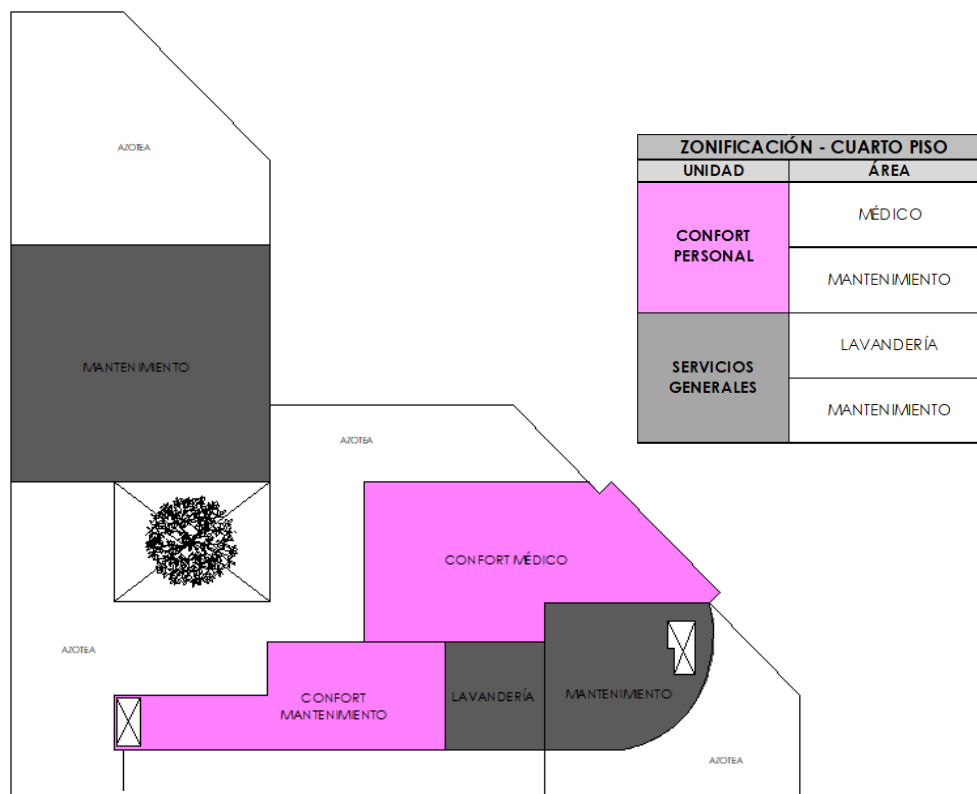 AZOTEA
ZONIFICACIÓN - CUARTO PISO
UNIDAD
ÁREA
CONFORT
PERSONAL
MÉDICO
MANTENIMIENTO
SERVICIOS
GENERALES
LAVANDERÍA
MANTENIMIENTO
MANTENIMIENTO
AZOTEA
CONFORT MÉDICO
AZOTEA
CONFORT
MANTENIMIENTO
LAVANDERÍA
MANTENIMIENTO
AZOTEA